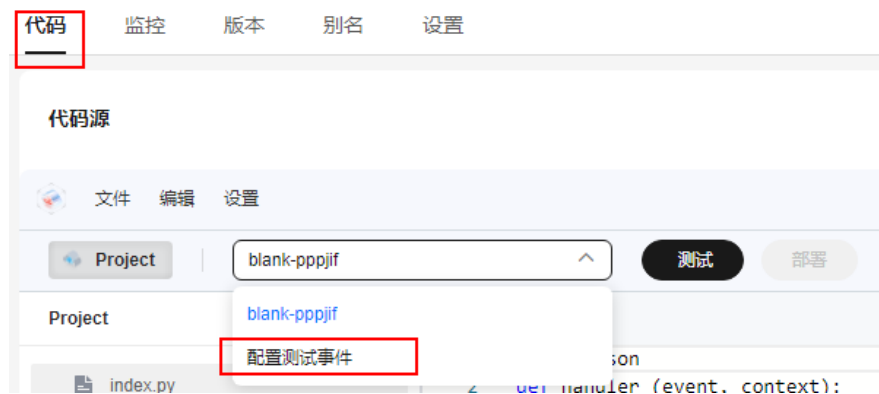 代码 监控 版本 别名 设置
代码源
文件 编辑 设置
Project blank-pppjif 测试 部署
Project blank-pppjif
配置测试事件
son
index.py 2 def handler (event, context):